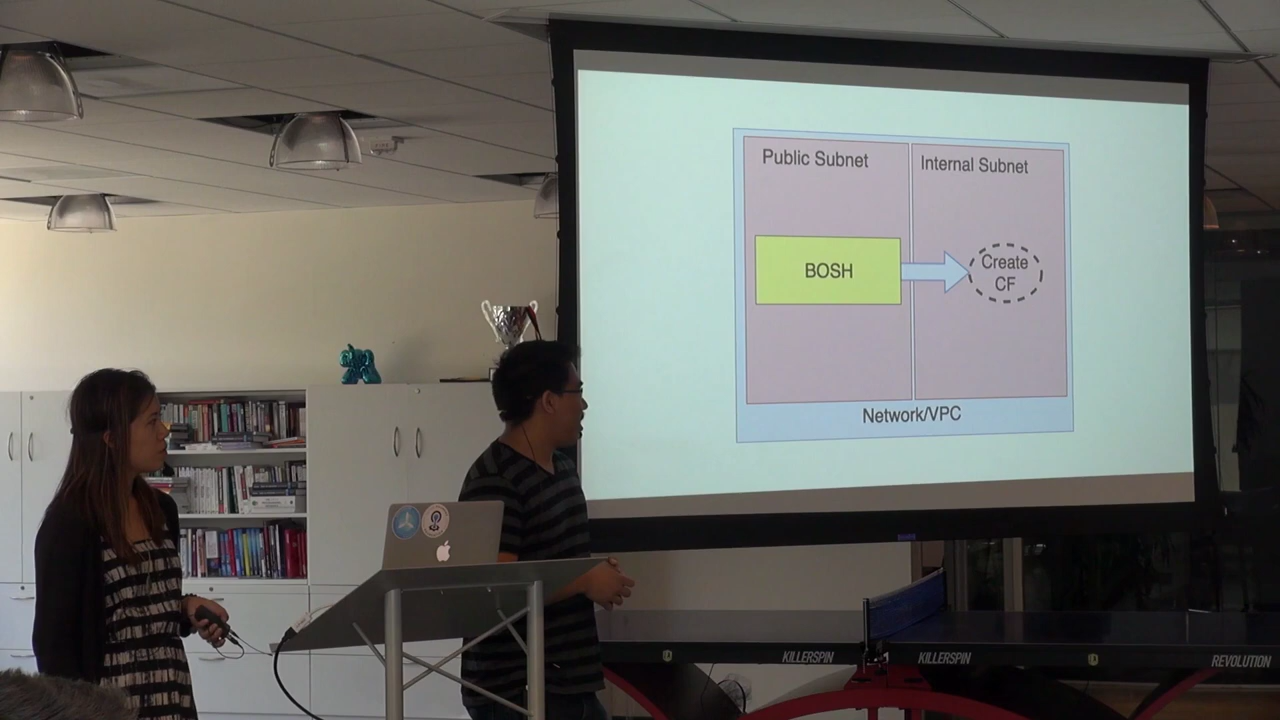 Public Subnet
Internal Subnet
BOSH
Create
CF
Network/VPC
KILLERSPIN
KILLERSPIN
REVOLUTION